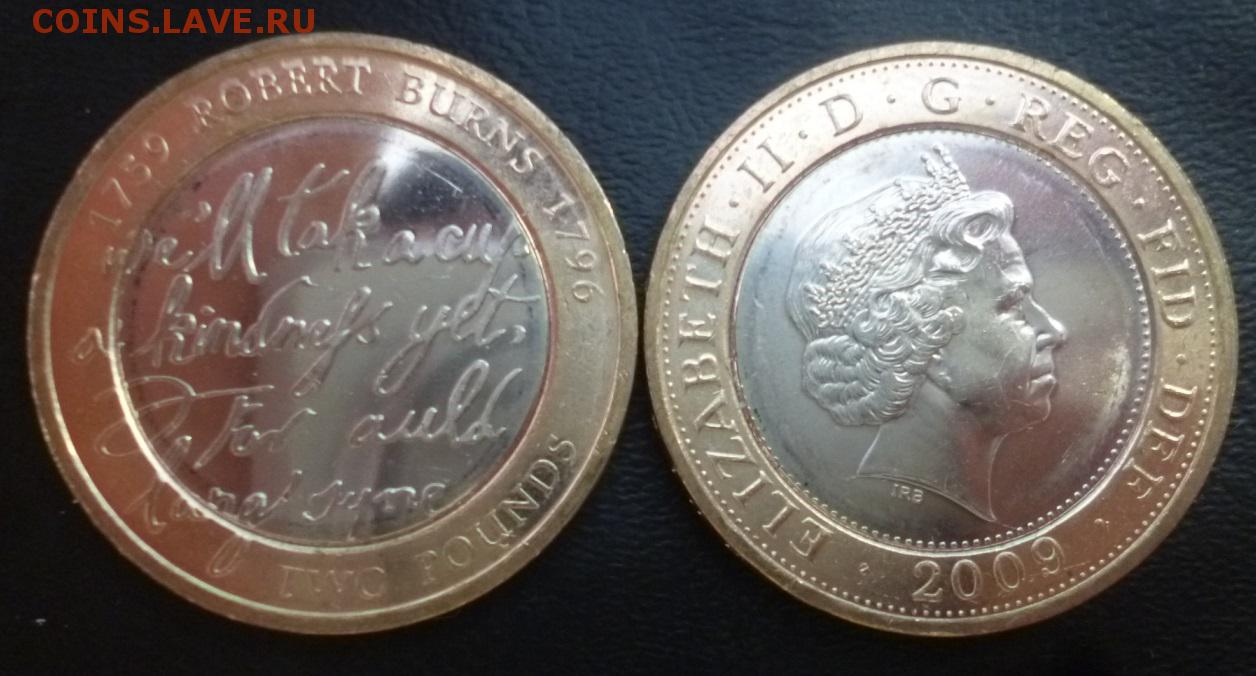 COINS.LAVE.RU
1759 ROBERT BURNS 1796
we'll tak a cup
o' kindness yet,
For auld
lang syne
TWO POUNDS
ELIZABETH·II·D·G·REG·FID·DEF
2009
IRB